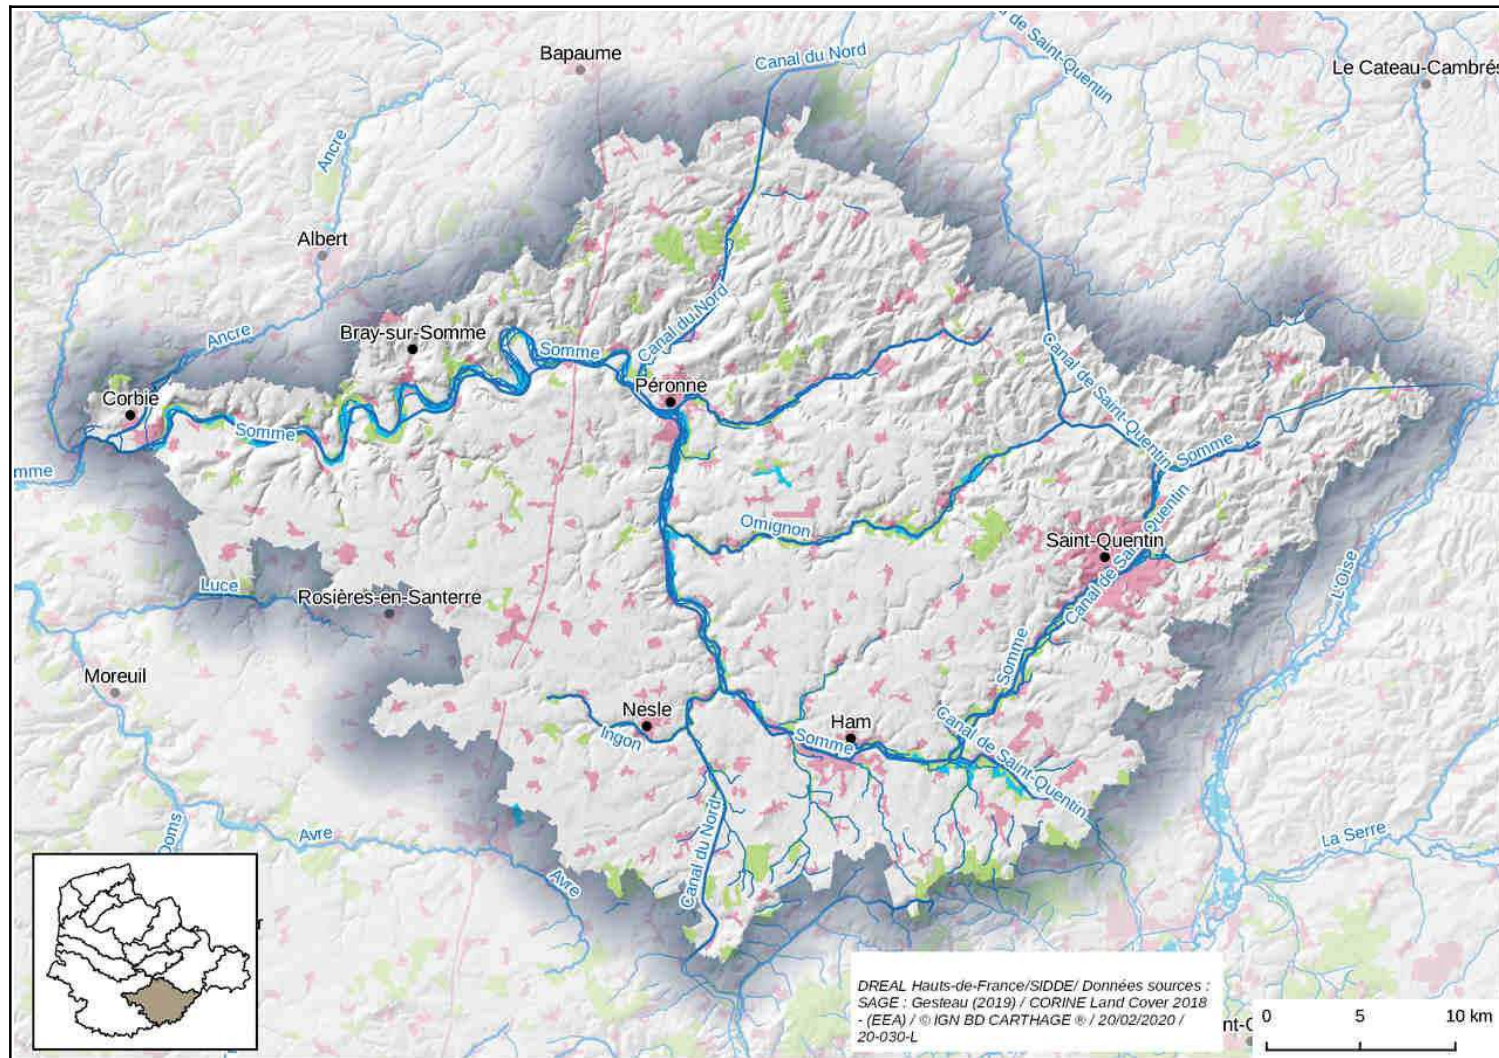 Bapaume
Canal du Nord
de Saint-Quentin
Le Cateau-Cambrés
Ancre
Albert
Ancre
Bray-sur-Somme
Somme
Canal du Nord
Canal de Saint-Quentin
Péronne
Corbie
Somme
Somme
mme
Omignon
Saint-Quentin
Canal de Saint-Quentin
L'Oise
Luce
Rosières-en-Santerre
Somme
Moreuil
Nesle
Ham
Ingon
Somme
Canal de Saint-Quentin
Canal du Nord
Doms
Avre
Avre
La Serre
DREAL Hauts-de-France/SIDDE/ Données sources :
SAGE : Gesteau (2019) / CORINE Land Cover 2018
- (EEA) / © IGN BD CARTHAGE ® / 20/02/2020 /
20-030-L
0 5 10 km